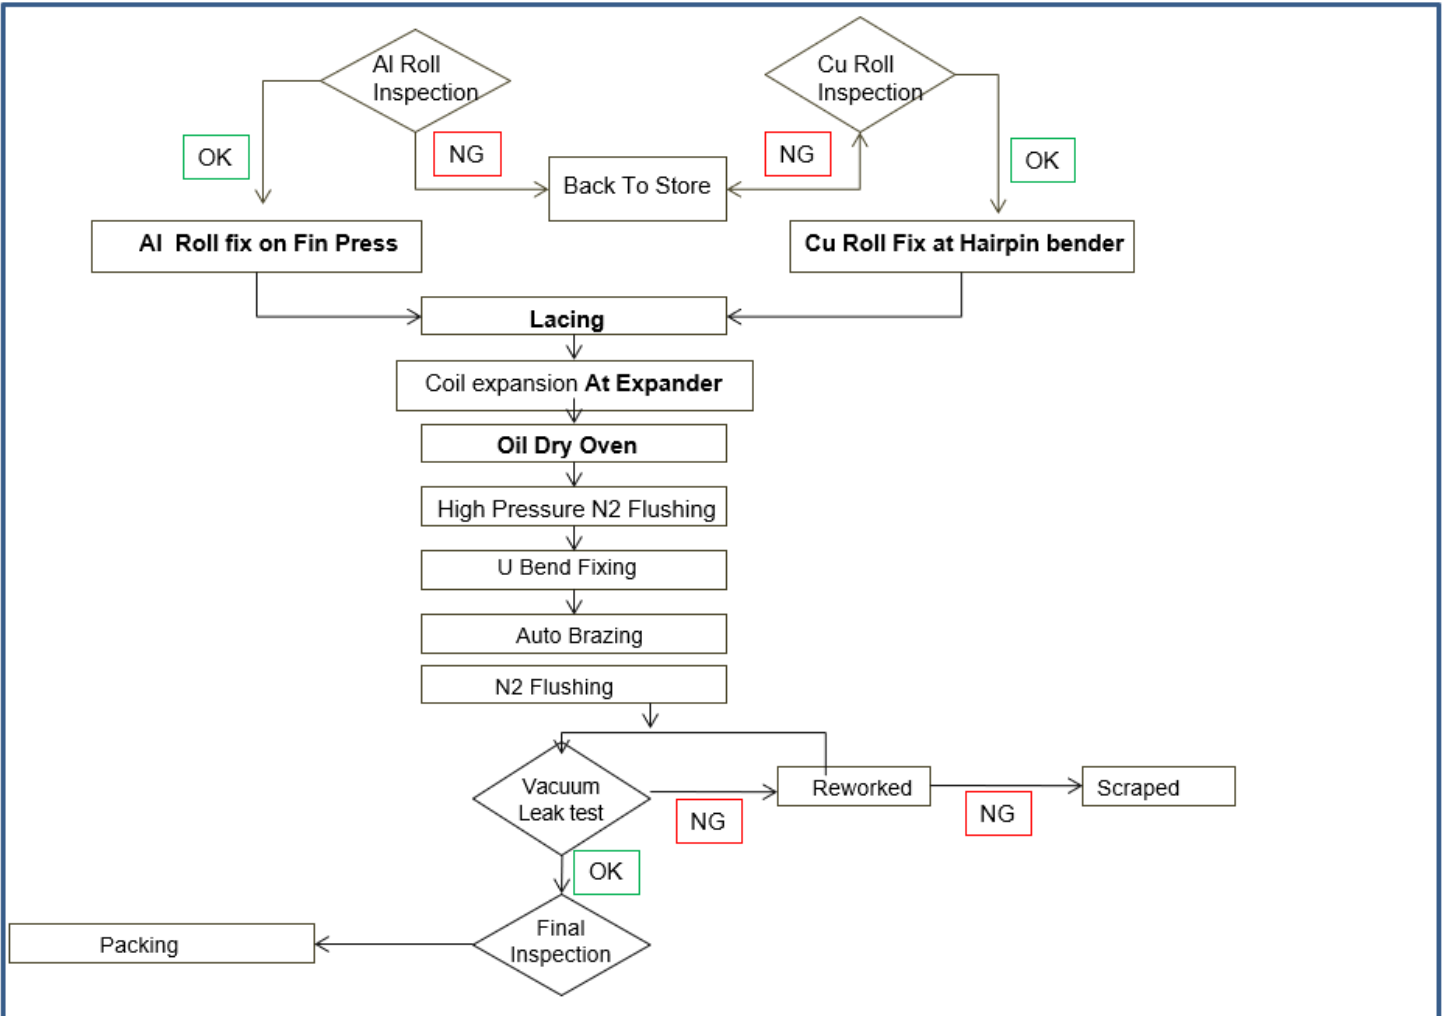 Al Roll
Inspection
Cu Roll
Inspection
OK
NG
Back To Store
NG
OK
Al  Roll fix on Fin Press
Cu Roll Fix at Hairpin bender
Lacing
Coil expansion At Expander
Oil Dry Oven
High Pressure N2 Flushing
U Bend Fixing
Auto Brazing
N2 Flushing
Vacuum
Leak test
NG
Reworked
NG
Scraped
OK
Final
Inspection
Packing